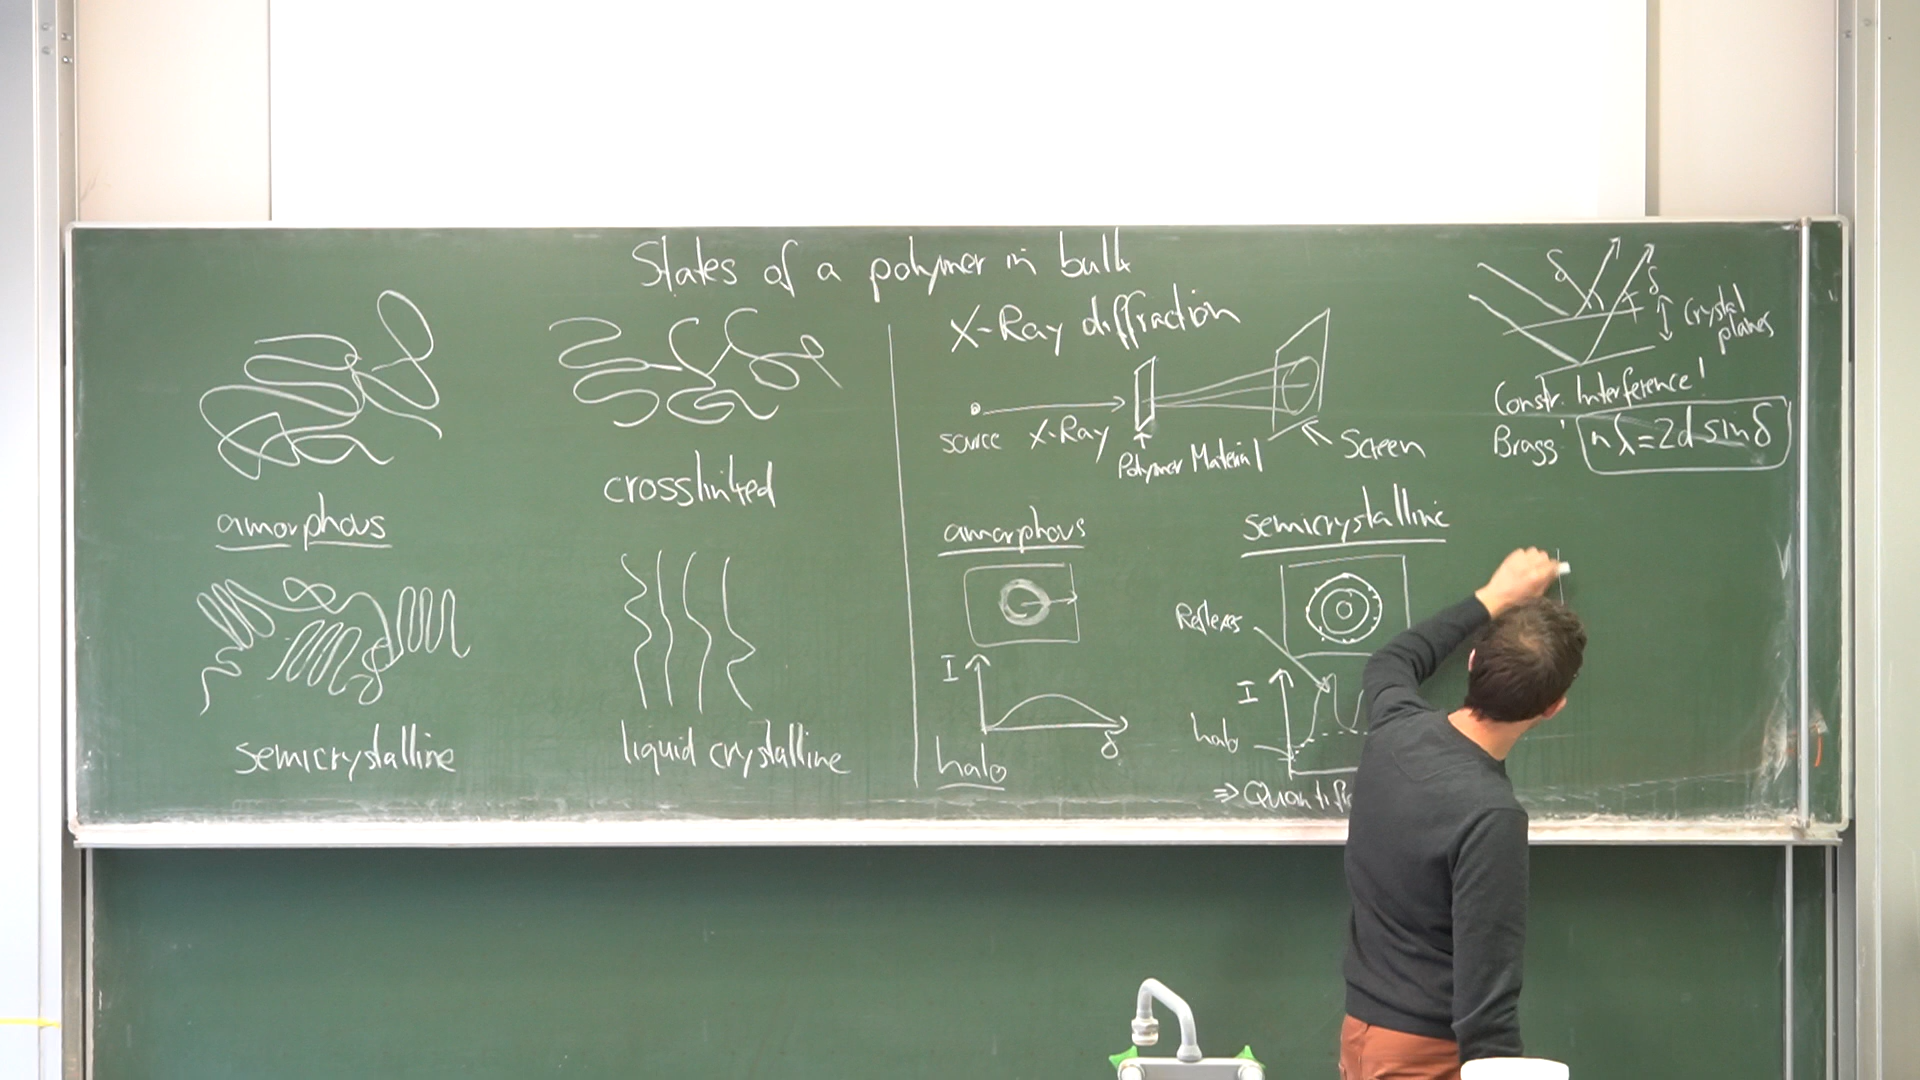 States of a polymer in bulk
amorphous
crosslinked
semicrystalline
liquid crystalline
X-Ray diffraction
source X-Ray
Polymer Material
Screen
δ
δ
Crystal
planes
Constr. Interference!
Bragg: nλ=2d sinδ
amorphous
I
δ
halo
semicrystalline
Reflexes
I
halo